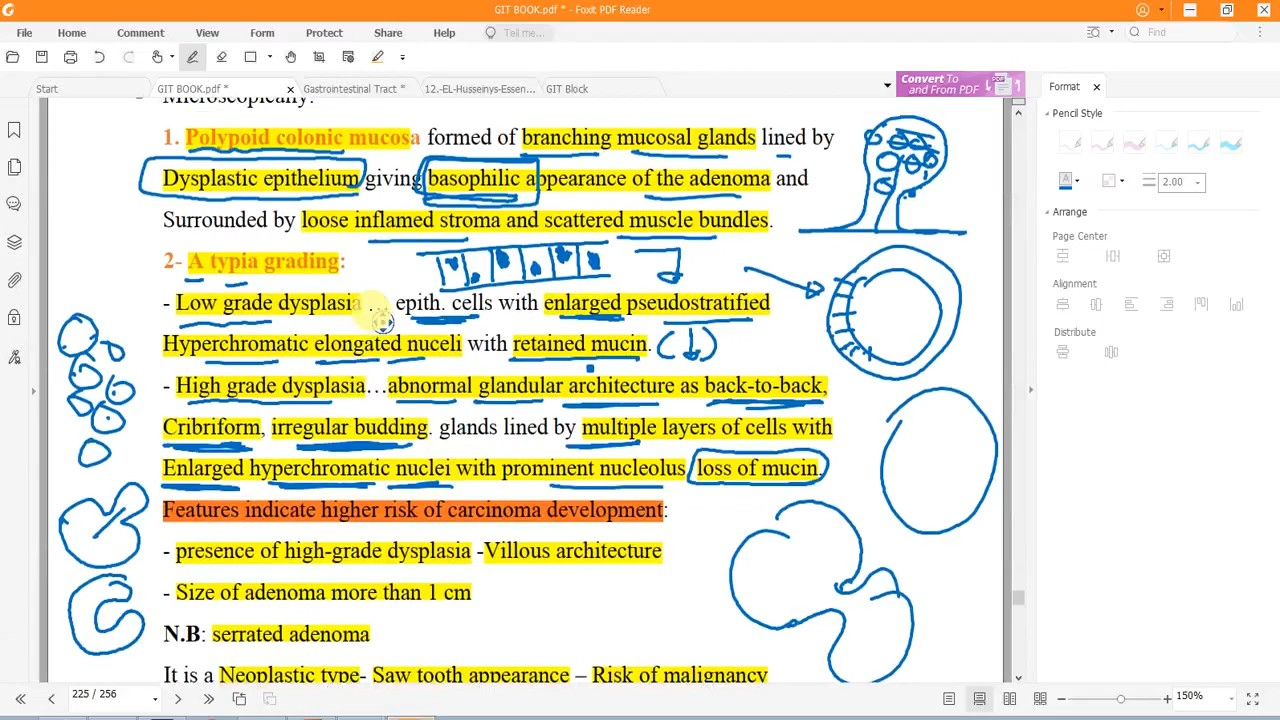 GIT BOOK.pdf * - Foxit PDF Reader
File Home Comment View Form Protect Share Help Tell me... Find
Start GIT BOOK.pdf * Gastrointestinal Tract * 12.-EL-Husseinys-Essen... GIT Block
Convert To
and From PDF
Format
Microscopically:
1. Polypoid colonic mucosa formed of branching mucosal glands lined by
Dysplastic epithelium giving basophilic appearance of the adenoma and
Surrounded by loose inflamed stroma and scattered muscle bundles.
2- A typia grading:
- Low grade dysplasia ... epith. cells with enlarged pseudostratified
Hyperchromatic elongated nuceli with retained mucin.
- High grade dysplasia…abnormal glandular architecture as back-to-back,
Cribriform, irregular budding. glands lined by multiple layers of cells with
Enlarged hyperchromatic nuclei with prominent nucleolus, loss of mucin.
Features indicate higher risk of carcinoma development:
- presence of high-grade dysplasia -Villous architecture
- Size of adenoma more than 1 cm
N.B: serrated adenoma
It is a Neoplastic type- Saw tooth appearance – Risk of malignancy
Pencil Style
2.00
Arrange
Page Center
Alignment
Distribute
225 / 256
150%